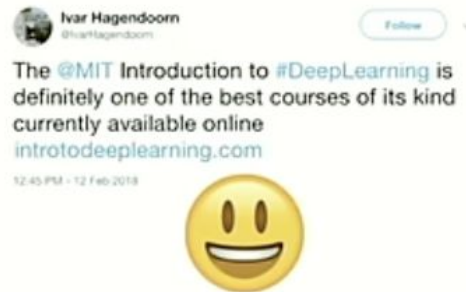 Ivar Hagendoorn
@IvarHagendoorn
Follow
The @MIT Introduction to #DeepLearning is
definitely one of the best courses of its kind
currently available online
introtodeeplearning.com
12:45 PM - 12 Feb 2018